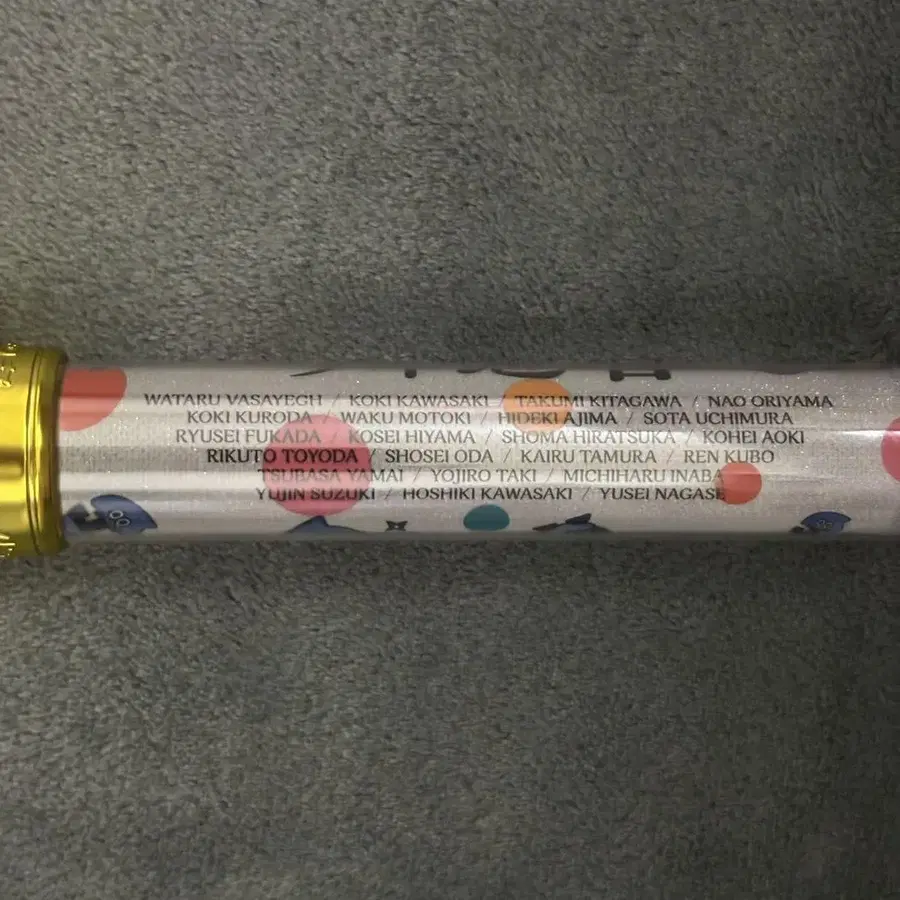 WATARU VASAYEGH / KOKI KAWASAKI / TAKUMI KITAGAWA / NAO ORIYAMA
KOKI KURODA / WAKU MOTOKI / HIDEKI AJIMA / SOTA UCHIMURA
RYUSEI FUKADA / KOSEI HIYAMA / SHOMA HIRATSUKA / KOHEI AOKI
RIKUTO TOYODA / SHOSEI ODA / KAIRU TAMURA / REN KUBO
TSUBASA YAMAI / YOJIRO TAKI / MICHIHARU INABA
YUJIN SUZUKI / HOSHIKI KAWASAKI / YUSEI NAGASE